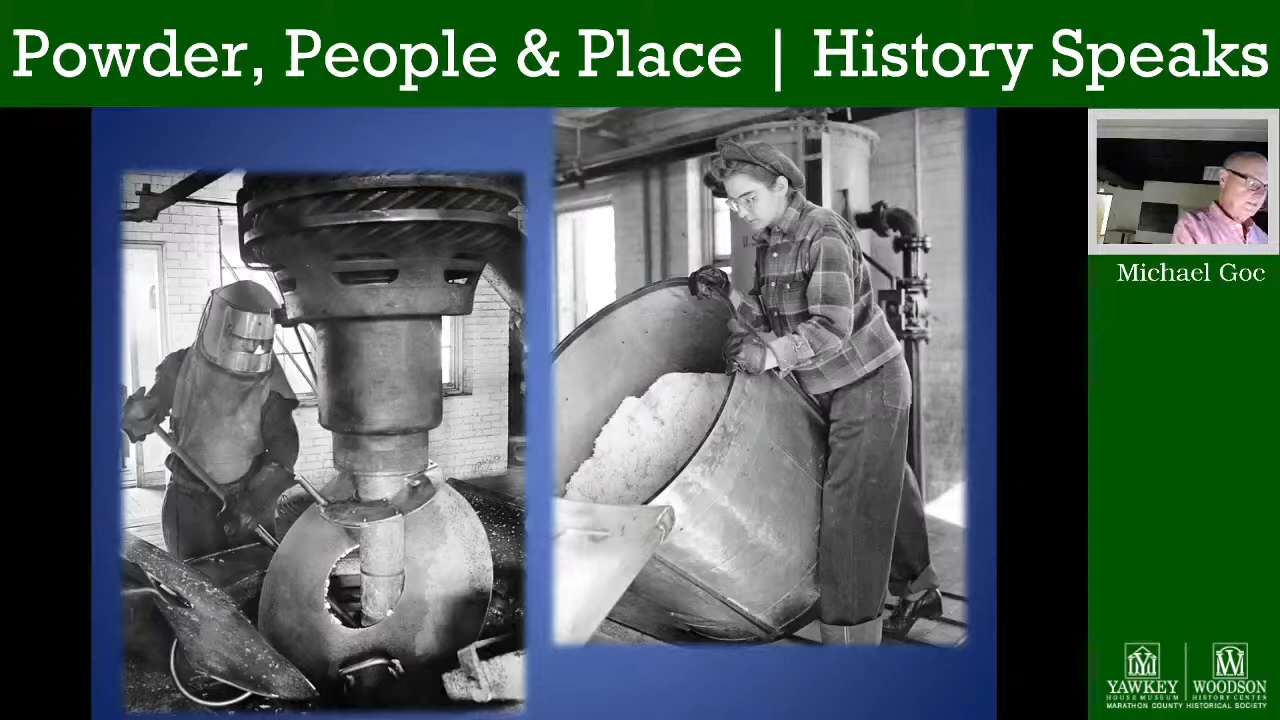 Powder, People & Place | History Speaks
U.S
Michael Goc
YAWKEY
HOUSE MUSEUM
WOODSON
HISTORY CENTER
MARATHON COUNTY HISTORICAL SOCIETY